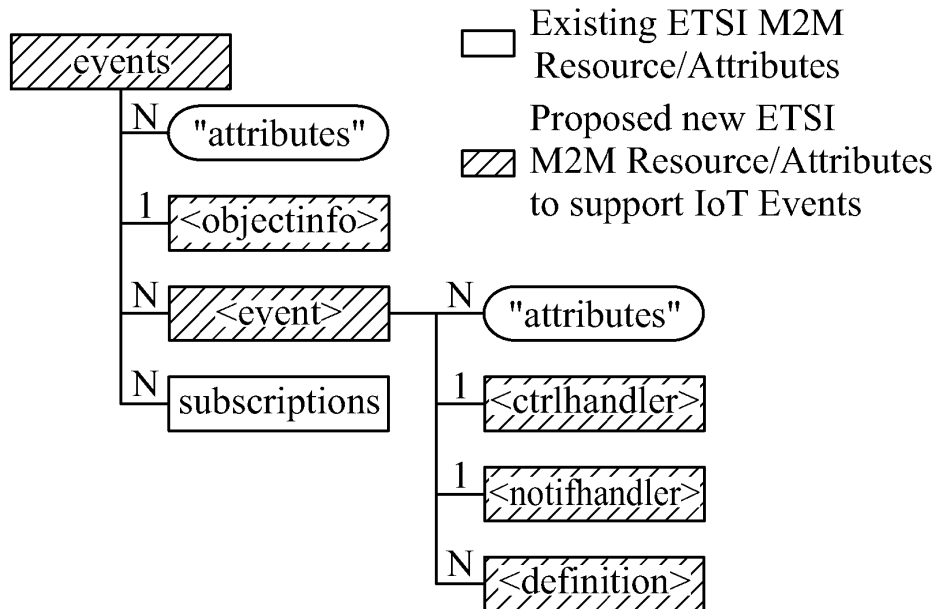 events
N
"attributes"
1
<objectinfo>
N
<event>
N
subscriptions
N
"attributes"
1
<ctrlhandler>
1
<notifhandler>
N
<definition>
Existing ETSI M2M
Resource/Attributes
Proposed new ETSI
M2M Resource/Attributes
to support IoT Events